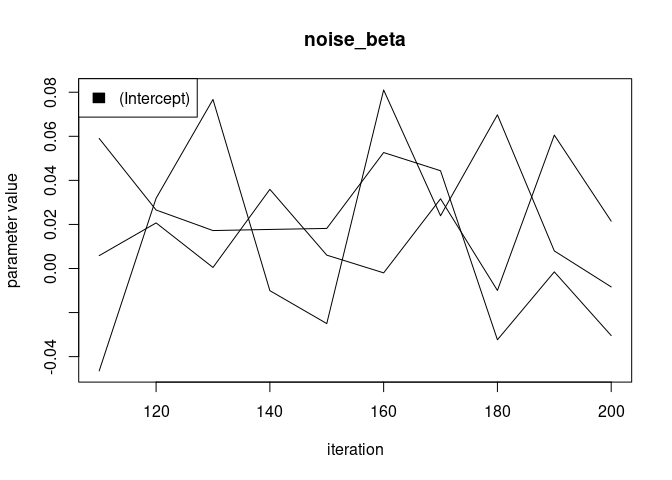 noise_beta
(Intercept)
parameter value
0.08
0.06
0.04
0.02
0.00
-0.04
120 140 160 180 200
iteration